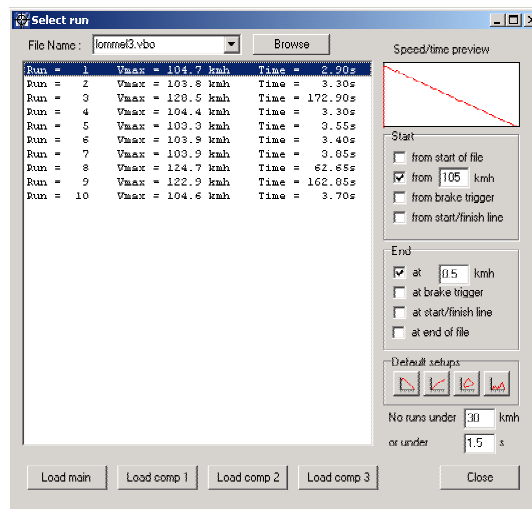 Select run
File Name : lommel3.vbo Browse
Speed/time preview
Run = 1 Vmax = 104.7 kmh Time = 2.90s
Run = 2 Vmax = 103.8 kmh Time = 3.30s
Run = 3 Vmax = 128.5 kmh Time = 172.90s
Run = 4 Vmax = 104.4 kmh Time = 3.30s
Run = 5 Vmax = 103.3 kmh Time = 3.55s
Run = 6 Vmax = 103.9 kmh Time = 3.40s
Run = 7 Vmax = 103.9 kmh Time = 3.85s
Run = 8 Vmax = 124.7 kmh Time = 62.65s
Run = 9 Vmax = 122.9 kmh Time = 162.85s
Run = 10 Vmax = 104.6 kmh Time = 3.70s
Start
from start of file
from 105 kmh
from brake trigger
from start/finish line
End
at 0.5 kmh
at brake trigger
at start/finish line
at end of file
Default setups
No runs under 30 kmh
or under 1.5 s
Load main Load comp 1 Load comp 2 Load comp 3 Close